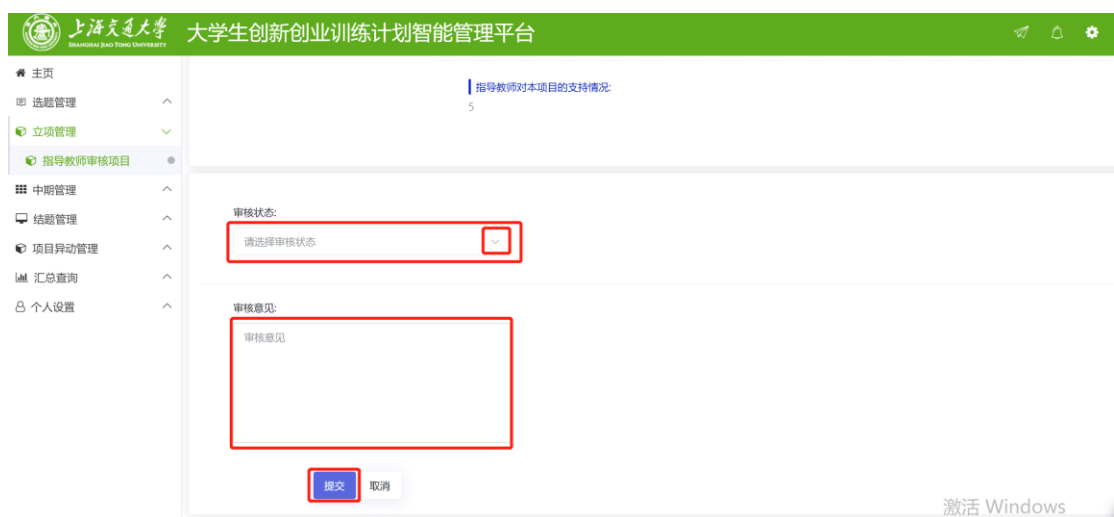 上海交通大学
SHANGHAI JIAO TONG UNIVERSITY
大学生创新创业训练计划智能管理平台
主页
选题管理
立项管理
指导教师审核项目
中期管理
结题管理
项目异动管理
汇总查询
个人设置
指导教师对本项目的支持情况:
5
审核状态:
请选择审核状态
审核意见:
审核意见
提交 取消
激活 Windows